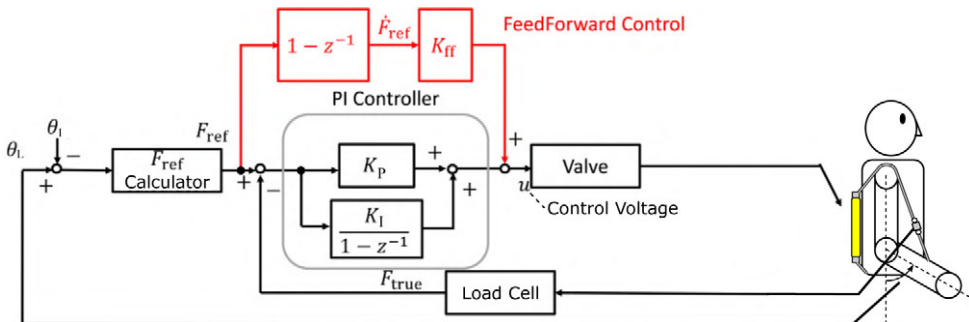 FeedForward Control
1 − z⁻¹
Ḟref
Kff
PI Controller
θL
θI
+
−
Fref
Calculator
Fref
+
−
KP
KI
1 − z⁻¹
+
+
+
u
Valve
Control Voltage
Ftrue
Load Cell